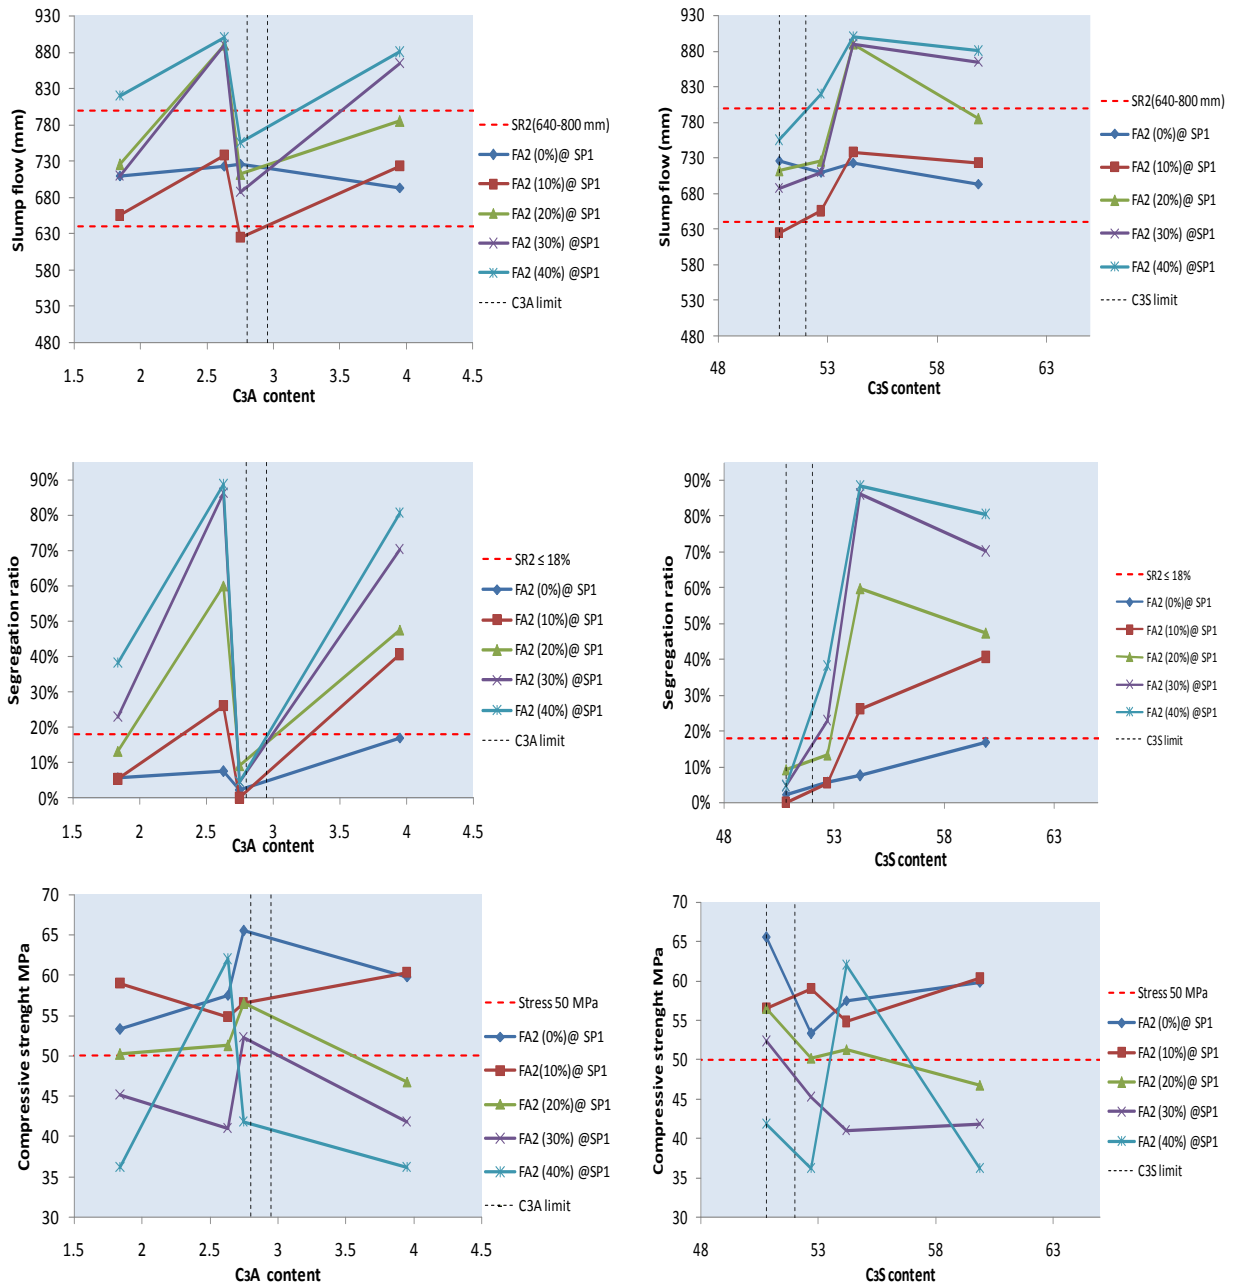 Slump flow (mm)
930
880
830
780
730
680
630
580
530
480
1.5 2 2.5 3 3.5 4 4.5
C3A content
SR2(640-800 mm)
FA2 (0%)@ SP1
FA2 (10%)@ SP1
FA2 (20%)@ SP1
FA2 (30%) @SP1
FA2 (40%) @SP1
C3A limit
Slump flow (mm)
930
880
830
780
730
680
630
580
530
480
48 53 58 63
C3S content
SR2(640-800 mm)
FA2 (0%)@ SP1
FA2 (10%)@ SP1
FA2 (20%)@ SP1
FA2 (30%) @SP1
FA2 (40%) @SP1
C3S limit
Segregation ratio
90%
80%
70%
60%
50%
40%
30%
20%
10%
0%
1.5 2 2.5 3 3.5 4 4.5
C3A content
SR2 ≤ 18%
FA2 (0%)@ SP1
FA2 (10%)@ SP1
FA2 (20%)@ SP1
FA2 (30%) @SP1
FA2 (40%) @SP1
C3A limit
Segregation ratio
90%
80%
70%
60%
50%
40%
30%
20%
10%
0%
48 53 58 63
C3S content
SR2 ≤ 18%
FA2 (0%)@ SP1
FA2 (10%)@ SP1
FA2 (20%)@ SP1
FA2 (30%) @SP1
FA2 (40%) @SP1
C3S limit
Compressive strenght MPa
70
65
60
55
50
45
40
35
30
1.5 2 2.5 3 3.5 4 4.5
C3A content
Stress 50 MPa
FA2 (0%)@ SP1
FA2(10%)@ SP1
FA2 (20%)@ SP1
FA2 (30%) @SP1
FA2 (40%) @SP1
C3A limit
Compressive strenght MPa
70
65
60
55
50
45
40
35
30
48 53 58 63
C3S content
Stress 50 MPa
FA2 (0%)@ SP1
FA2 (10%)@ SP1
FA2 (20%)@ SP1
FA2 (30%) @SP1
FA2 (40%) @SP1
C3S limit